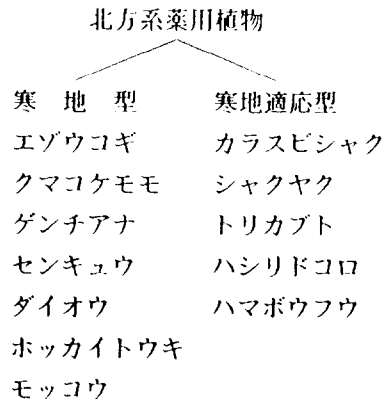 北方系薬用植物
寒地型
エゾウコギ
クマコケモモ
ゲンチアナ
センキュウ
ダイオウ
ホッカイトウキ
モッコウ
寒地適応型
カラスビシャク
シャクヤク
トリカブト
ハシリドコロ
ハマボウフウ